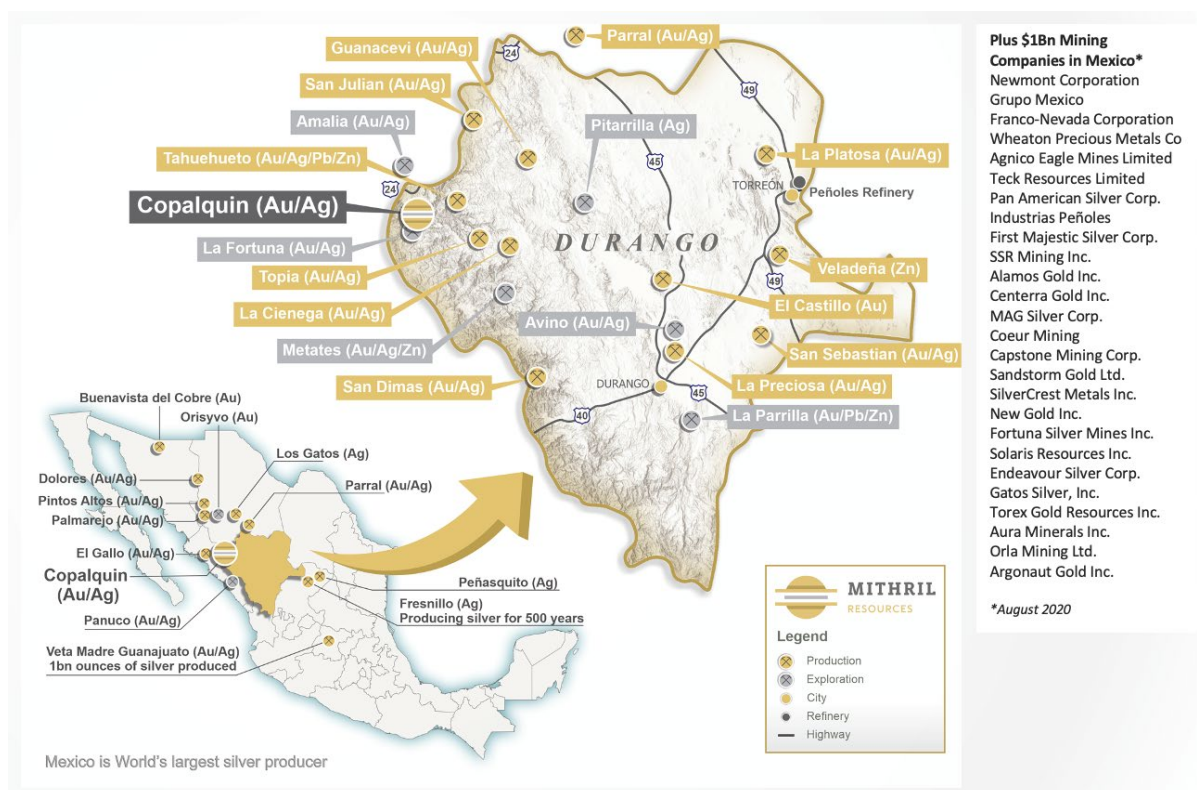 Parral (Au/Ag)
Guanacevi (Au/Ag)
24
San Julian (Au/Ag)
49
Amalia (Au/Ag)
Pitarrilla (Ag)
Tahuehueto (Au/Ag/Pb/Zn)
45
La Platosa (Au/Ag)
24
TORREÓN
Peñoles Refinery
Copalquin (Au/Ag)
La Fortuna (Au/Ag)
DURANGO
Topia (Au/Ag)
Veladeña (Zn)
49
La Cienega (Au/Ag)
El Castillo (Au)
Avino (Au/Ag)
Metates (Au/Ag/Zn)
San Sebastian (Au/Ag)
San Dimas (Au/Ag)
DURANGO
La Preciosa (Au/Ag)
45
40
La Parrilla (Au/Pb/Zn)
Buenavista del Cobre (Au)
Orisyvo (Au)
Los Gatos (Ag)
Dolores (Au/Ag)
Parral (Au/Ag)
Pintos Altos (Au/Ag)
Palmarejo (Au/Ag)
El Gallo (Au/Ag)
Copalquin
(Au/Ag)
Peñasquito (Ag)
Panuco (Au/Ag)
Fresnillo (Ag)
Producing silver for 500 years
Veta Madre Guanajuato (Au/Ag)
1bn ounces of silver produced
Mexico is World's largest silver producer
MITHRIL
RESOURCES
Legend
Production
Exploration
City
Refinery
Highway
Plus $1Bn Mining
Companies in Mexico*
Newmont Corporation
Grupo Mexico
Franco-Nevada Corporation
Wheaton Precious Metals Co
Agnico Eagle Mines Limited
Teck Resources Limited
Pan American Silver Corp.
Industrias Peñoles
First Majestic Silver Corp.
SSR Mining Inc.
Alamos Gold Inc.
Centerra Gold Inc.
MAG Silver Corp.
Coeur Mining
Capstone Mining Corp.
Sandstorm Gold Ltd.
SilverCrest Metals Inc.
New Gold Inc.
Fortuna Silver Mines Inc.
Solaris Resources Inc.
Endeavour Silver Corp.
Gatos Silver, Inc.
Torex Gold Resources Inc.
Aura Minerals Inc.
Orla Mining Ltd.
Argonaut Gold Inc.
*August 2020